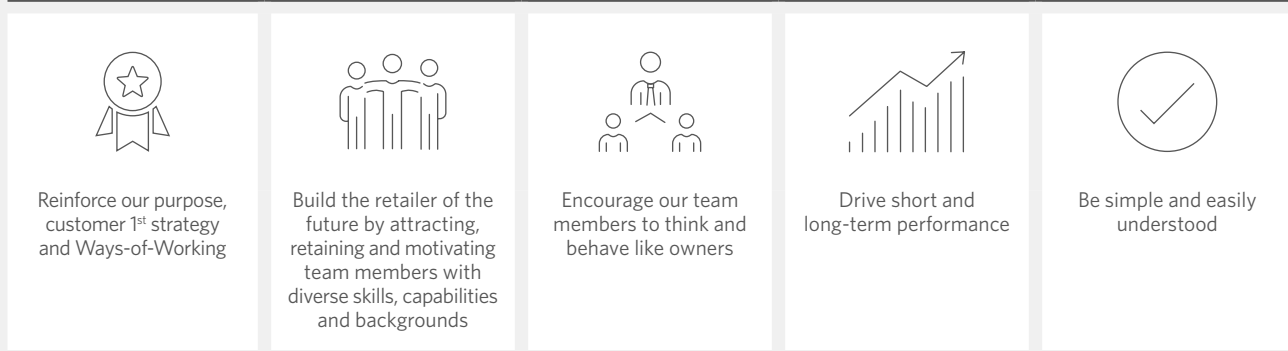 Reinforce our purpose,
customer 1st strategy
and Ways-of-Working
Build the retailer of the
future by attracting,
retaining and motivating
team members with
diverse skills, capabilities
and backgrounds
Encourage our team
members to think and
behave like owners
Drive short and
long-term performance
Be simple and easily
understood